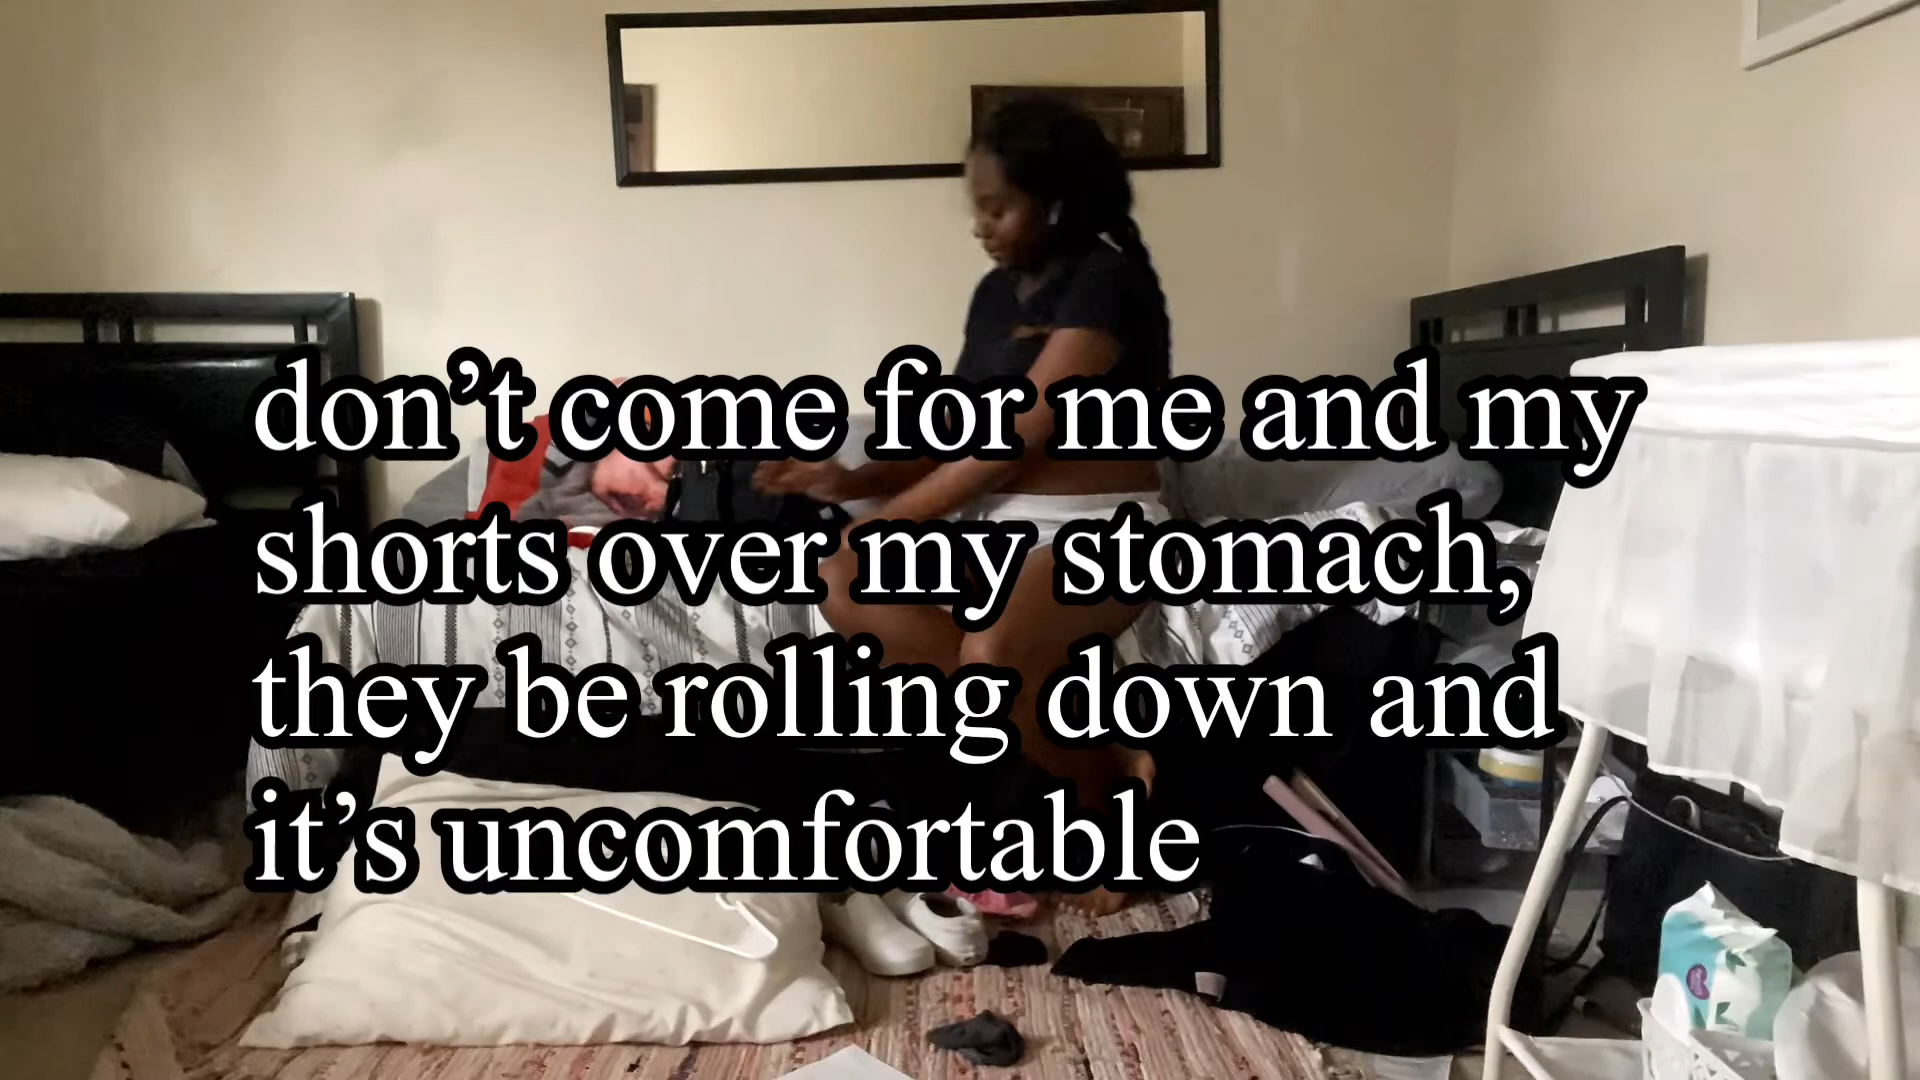 don’t come for me and my
shorts over my stomach,
they be rolling down and
it’s uncomfortable